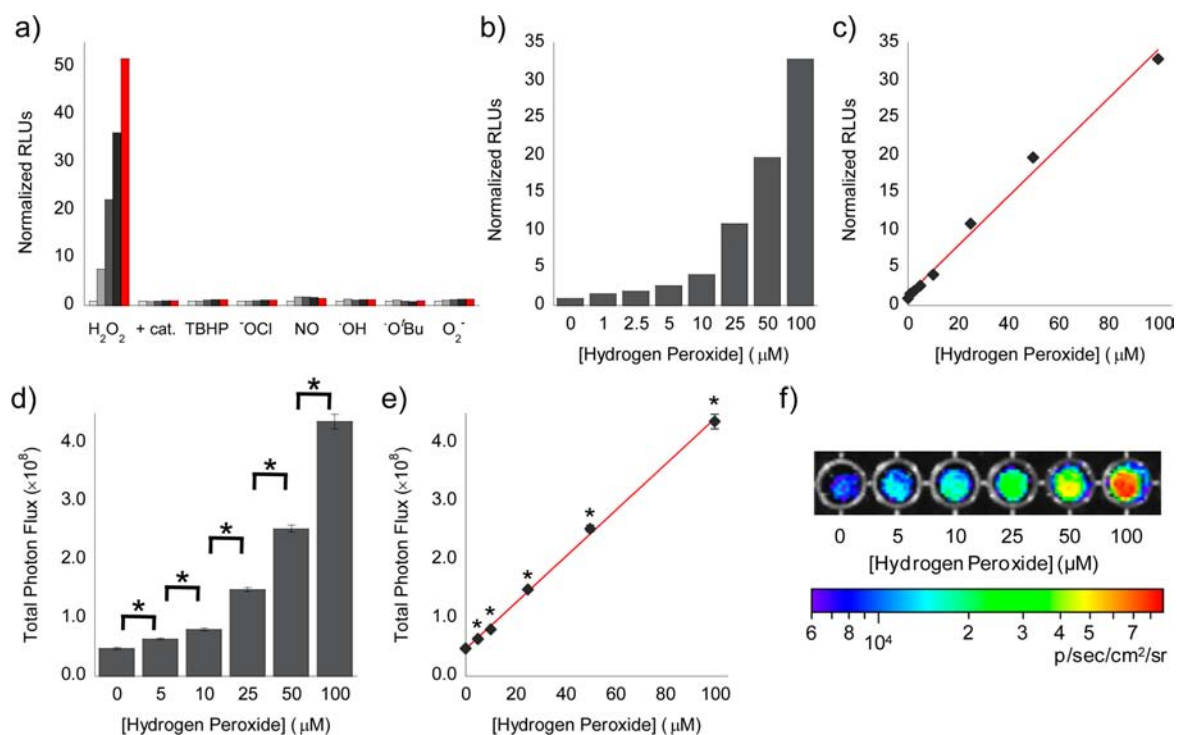 a)
Normalized RLUs
50
40
30
20
10
0
H₂O₂ + cat. TBHP ⁻OCl NO ·OH ·OᵗBu O₂⁻
b)
Normalized RLUs
35
30
25
20
15
10
5
0
0 1 2.5 5 10 25 50 100
[Hydrogen Peroxide] ( μM)
c)
Normalized RLUs
35
30
25
20
15
10
5
0
0 20 40 60 80 100
[Hydrogen Peroxide] ( μM)
d)
Total Photon Flux (×10⁸)
4.0
3.0
2.0
1.0
0.0
* * * * *
0 5 10 25 50 100
[Hydrogen Peroxide] ( μM)
e)
Total Photon Flux (×10⁸)
4.0
3.0
2.0
1.0
0.0
* * * * *
0 20 40 60 80 100
[Hydrogen Peroxide] ( μM)
f)
0 5 10 25 50 100
[Hydrogen Peroxide] (μM)
6 8 10⁴ 2 3 4 5 7
p/sec/cm²/sr